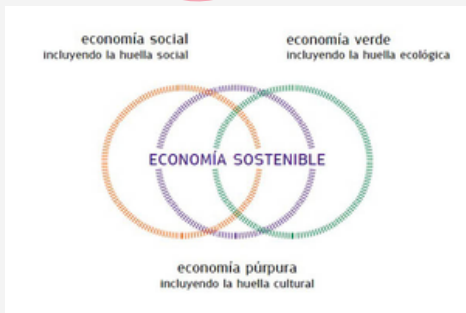 economía social
incluyendo la huella social
economía verde
incluyendo la huella ecológica
ECONOMÍA SOSTENIBLE
economía púrpura
incluyendo la huella cultural